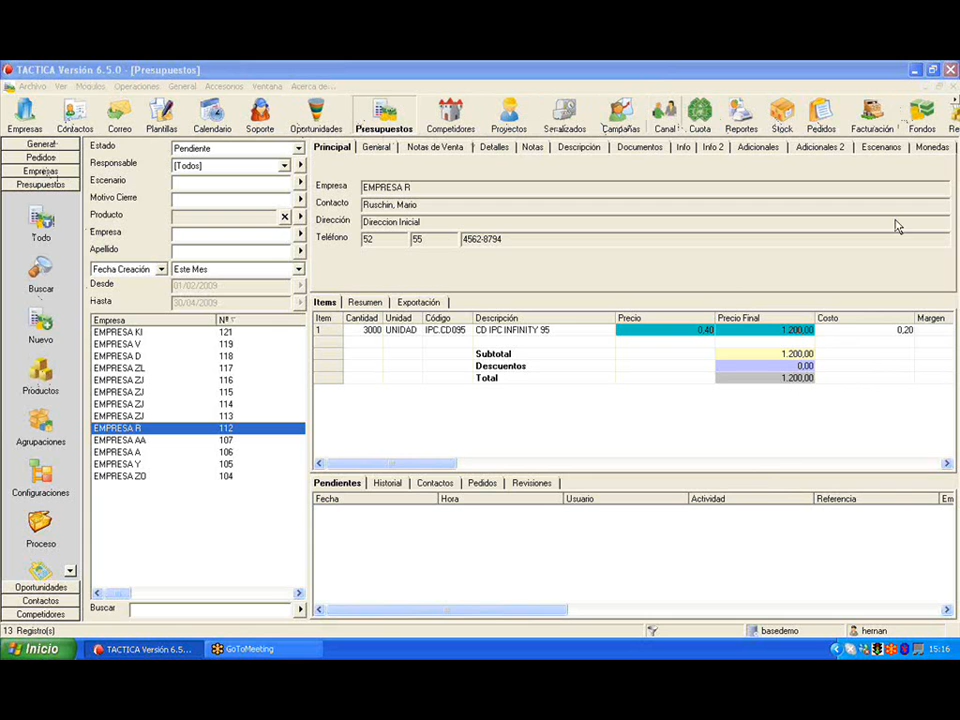 TACTICA Versión 6.5.0 - [Presupuestos]
Archivo Ver Módulos Operaciones General Accesorios Ventana Acerca de...
Empresas Contactos Correo Plantillas Calendario Soporte Oportunidades Presupuestos Competidores Proyectos Serializados Campañas Canal Cuota Reportes Stock Pedidos Facturación Fondos
General
Pedidos
Empresas
Presupuestos
Todo
Buscar
Nuevo
Productos
Agrupaciones
Configuraciones
Proceso
Oportunidades
Contactos
Competidores
Estado Pendiente
Responsable [Todos]
Escenario
Motivo Cierre
Producto
Empresa
Apellido
Fecha Creación Este Mes
Desde 01/02/2009
Hasta 30/04/2009
Empresa Nº
EMPRESA KI 121
EMPRESA V 119
EMPRESA D 118
EMPRESA ZL 117
EMPRESA ZJ 116
EMPRESA ZJ 115
EMPRESA ZJ 114
EMPRESA ZJ 113
EMPRESA R 112
EMPRESA AA 107
EMPRESA A 106
EMPRESA Y 105
EMPRESA ZO 104
Buscar
Principal General Notas de Venta Detalles Notas Descripción Documentos Info Info 2 Adicionales Adicionales 2 Escenarios Monedas
Empresa EMPRESA R
Contacto Ruschin, Mario
Dirección Direccion Inicial
Teléfono 52 55 4562-8794
Items Resumen Exportación
Item Cantidad Unidad Código Descripción Precio Precio Final Costo Margen
1 3000 UNIDAD IPC.CD095 CD IPC INFINITY 95 0,40 1.200,00 0,20
Subtotal 1.200,00
Descuentos 0,00
Total 1.200,00
Pendientes Historial Contactos Pedidos Revisiones
Fecha Hora Usuario Actividad Referencia Em
13 Registro(s) basedemo hernan
Inicio TACTICA Versión 6.5... GoToMeeting 15:16